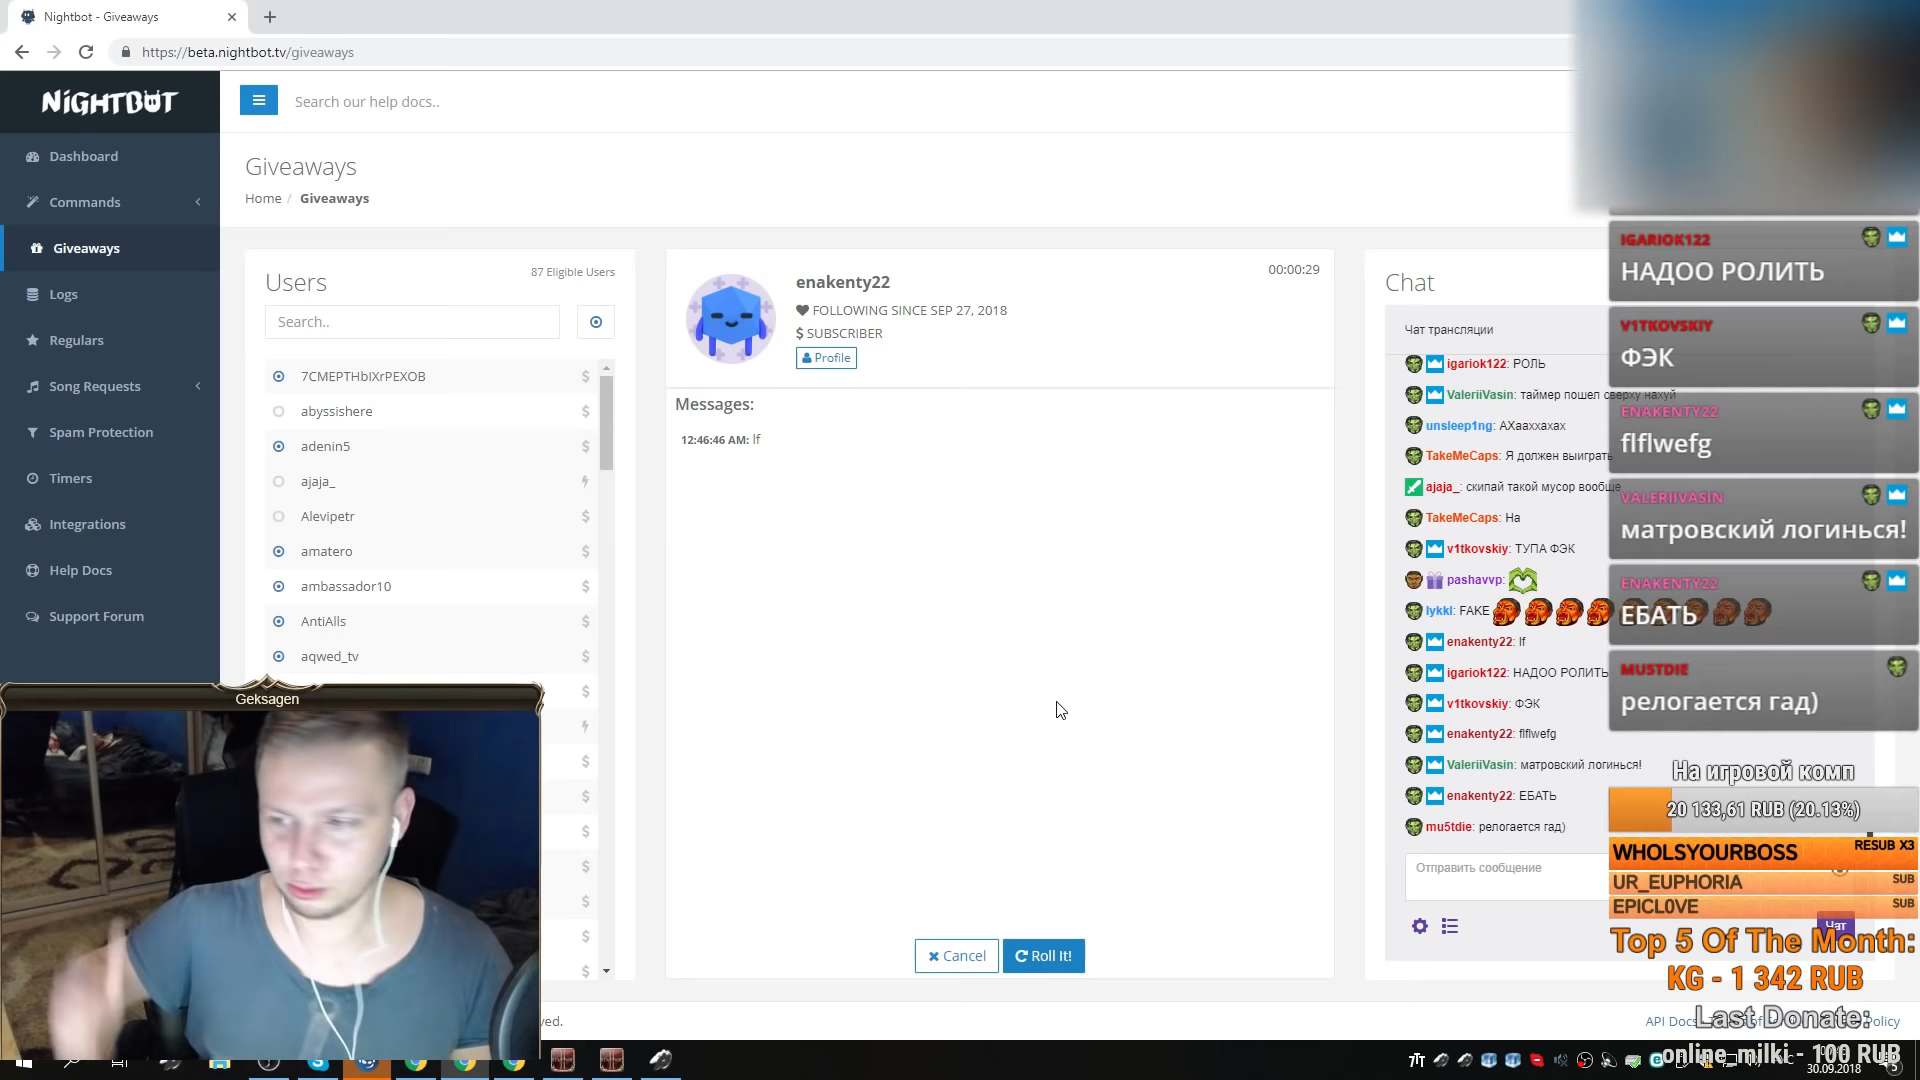 Nightbot - Giveaways
https://beta.nightbot.tv/giveaways
NIGHTBOT
Search our help docs..
Dashboard
Commands
Giveaways
Logs
Regulars
Song Requests
Spam Protection
Timers
Integrations
Help Docs
Support Forum
Giveaways
Home / Giveaways
Users
87 Eligible Users
Search..
7CMEPTHbIXrPEXOB
abyssishere
adenin5
ajaja_
Alevipetr
amatero
ambassador10
AntiAlls
aqwed_tv
enakenty22
00:00:29
FOLLOWING SINCE SEP 27, 2018
$ SUBSCRIBER
Profile
Messages:
12:46:46 AM: lf
Cancel
Roll It!
Chat
Чат трансляции
igariok122: РОЛЬ
ValeriiVasin: таймер пошел сверху нахуй
unsleep1ng: АХааххахах
TakeMeCaps: Я должен выиграть
ajaja_: скипай такой мусор вообще
TakeMeCaps: На
v1tkovskiy: ТУПА ФЭК
pashavvp:
lykkl: FAKE
enakenty22: lf
igariok122: НАДОО РОЛИТЬ
v1tkovskiy: ФЭК
enakenty22: flflwefg
ValeriiVasin: матровский логинься!
enakenty22: ЕБАТЬ
mu5tdie: релогается гад)
Отправить сообщение
Чат
IGARIOK122
НАДОО РОЛИТЬ
V1TKOVSKIY
ФЭК
ENAKENTY22
flflwefg
VALERIIVASIN
матровский логинься!
ENAKENTY22
ЕБАТЬ
MU5TDIE
релогается гад)
На игровой комп
20 133,61 RUB (20.13%)
WHOLSYOURBOSS RESUB X3
UR_EUPHORIA SUB
EPICL0VE SUB
Top 5 Of The Month:
KG - 1 342 RUB
Last Donate:
online_milki - 100 RUB
Geksagen
ved.
API Docs
Policy
30.09.2018
5